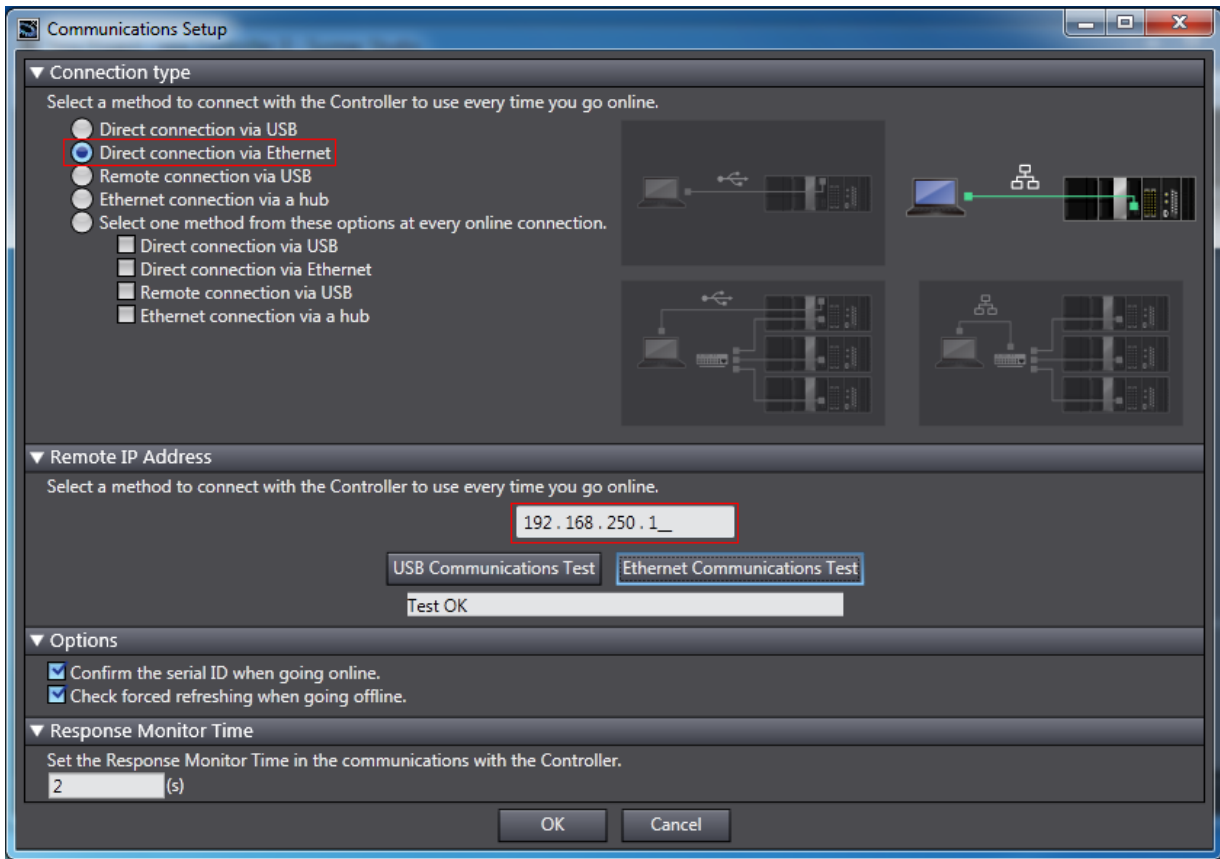 Communications Setup
Connection type
Select a method to connect with the Controller to use every time you go online.
Direct connection via USB
Direct connection via Ethernet
Remote connection via USB
Ethernet connection via a hub
Select one method from these options at every online connection.
Direct connection via USB
Direct connection via Ethernet
Remote connection via USB
Ethernet connection via a hub
Remote IP Address
Select a method to connect with the Controller to use every time you go online.
192 . 168 . 250 . 1__
USB Communications Test
Ethernet Communications Test
Test OK
Options
Confirm the serial ID when going online.
Check forced refreshing when going offline.
Response Monitor Time
Set the Response Monitor Time in the communications with the Controller.
2 (s)
OK
Cancel